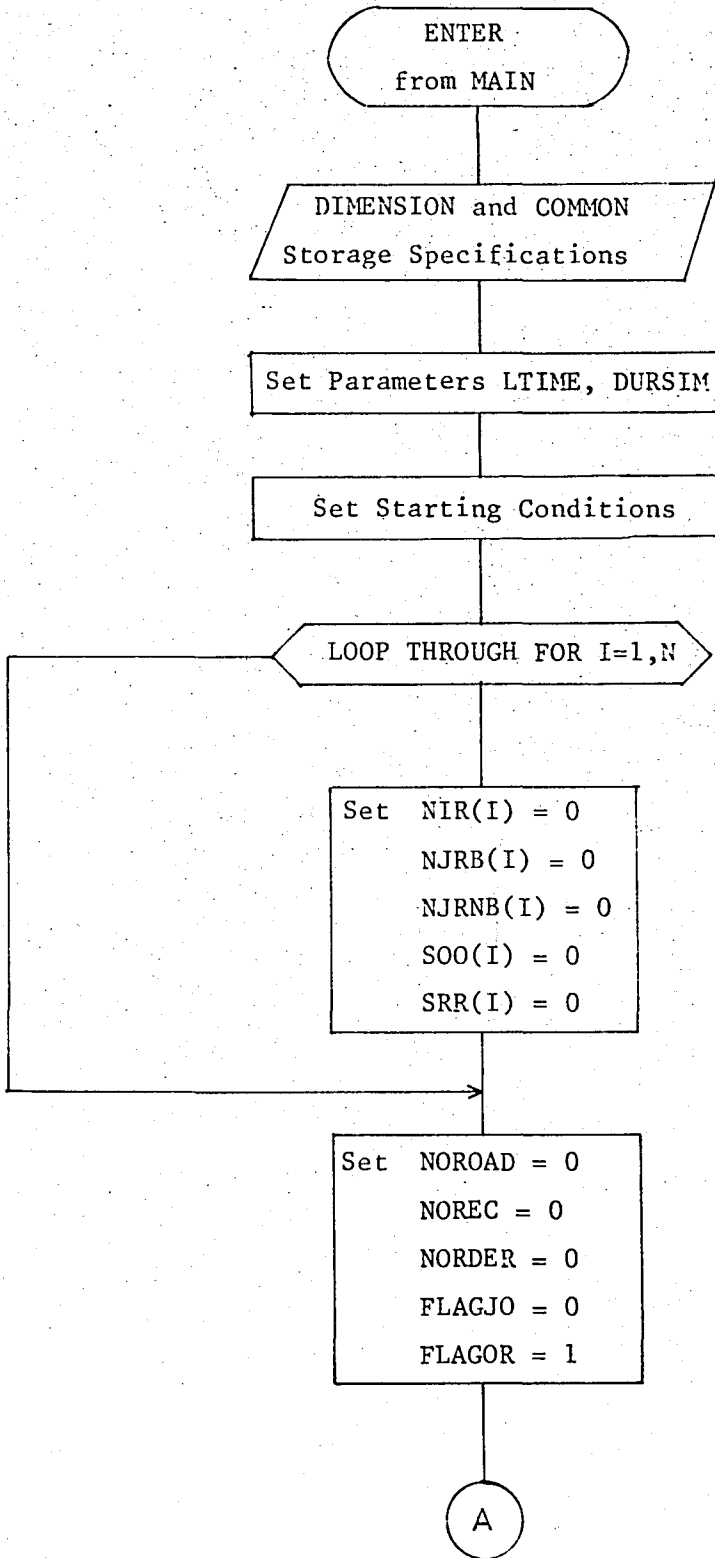 ENTER
from MAIN
DIMENSION and COMMON
Storage Specifications
Set Parameters LTIME, DURSIM
Set Starting Conditions
LOOP THROUGH FOR I=1,N
Set NIR(I) = 0
NJRB(I) = 0
NJRNB(I) = 0
SOO(I) = 0
SRR(I) = 0
Set NOROAD = 0
NOREC = 0
NORDER = 0
FLAGJO = 0
FLAGOR = 1
A